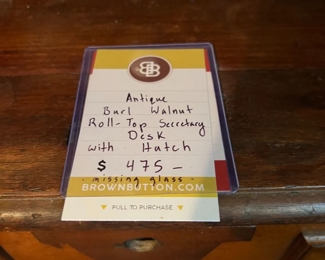 BB
Antique
Burl Walnut
Roll-Top Secretary
Desk
with Hatch
$ 475 -
- missing glass -
BROWNBUTTON.COM
PULL TO PURCHASE